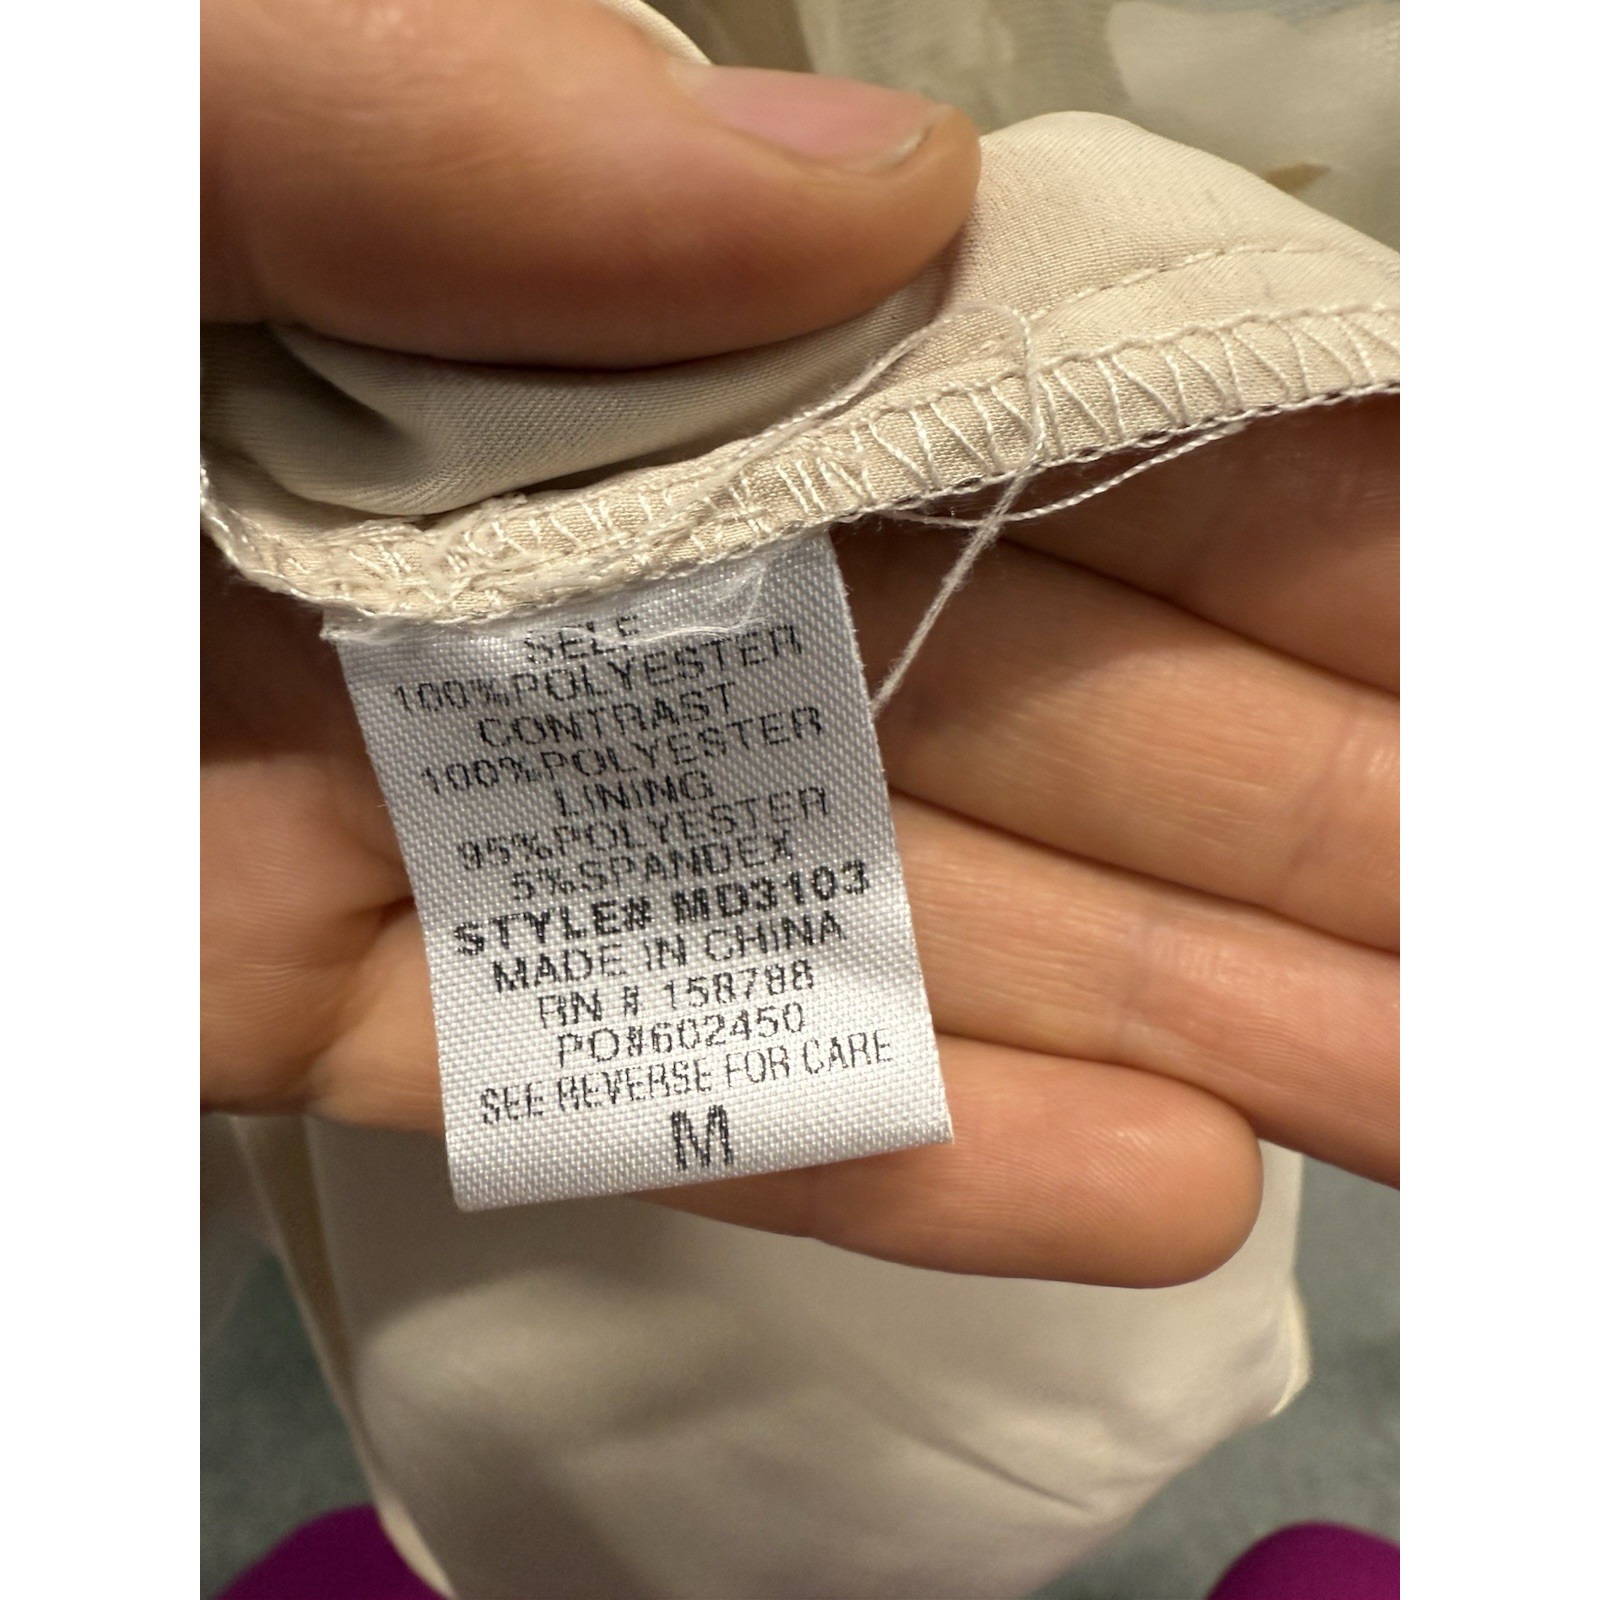 SELF
100%POLYESTER
CONTRAST
100%POLYESTER
LINING
95%POLYESTER
5%SPANDEX
STYLE# MD3103
MADE IN CHINA
RN # 158788
PO#602450
SEE REVERSE FOR CARE
M